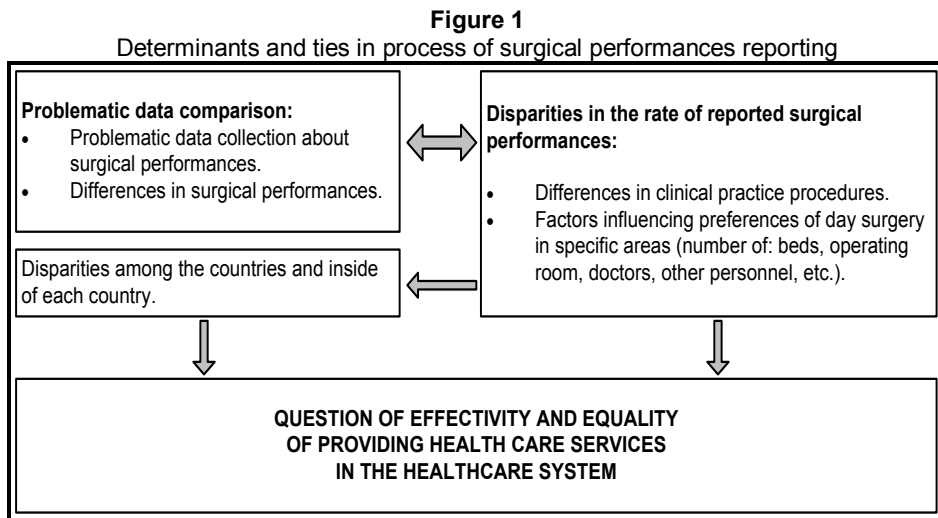 Figure 1
Determinants and ties in process of surgical performances reporting
Problematic data comparison:
• Problematic data collection about
surgical performances.
• Differences in surgical performances.
Disparities in the rate of reported surgical
performances:
• Differences in clinical practice procedures.
• Factors influencing preferences of day surgery
in specific areas (number of: beds, operating
room, doctors, other personnel, etc.).
Disparities among the countries and inside
of each country.
QUESTION OF EFFECTIVITY AND EQUALITY
OF PROVIDING HEALTH CARE SERVICES
IN THE HEALTHCARE SYSTEM